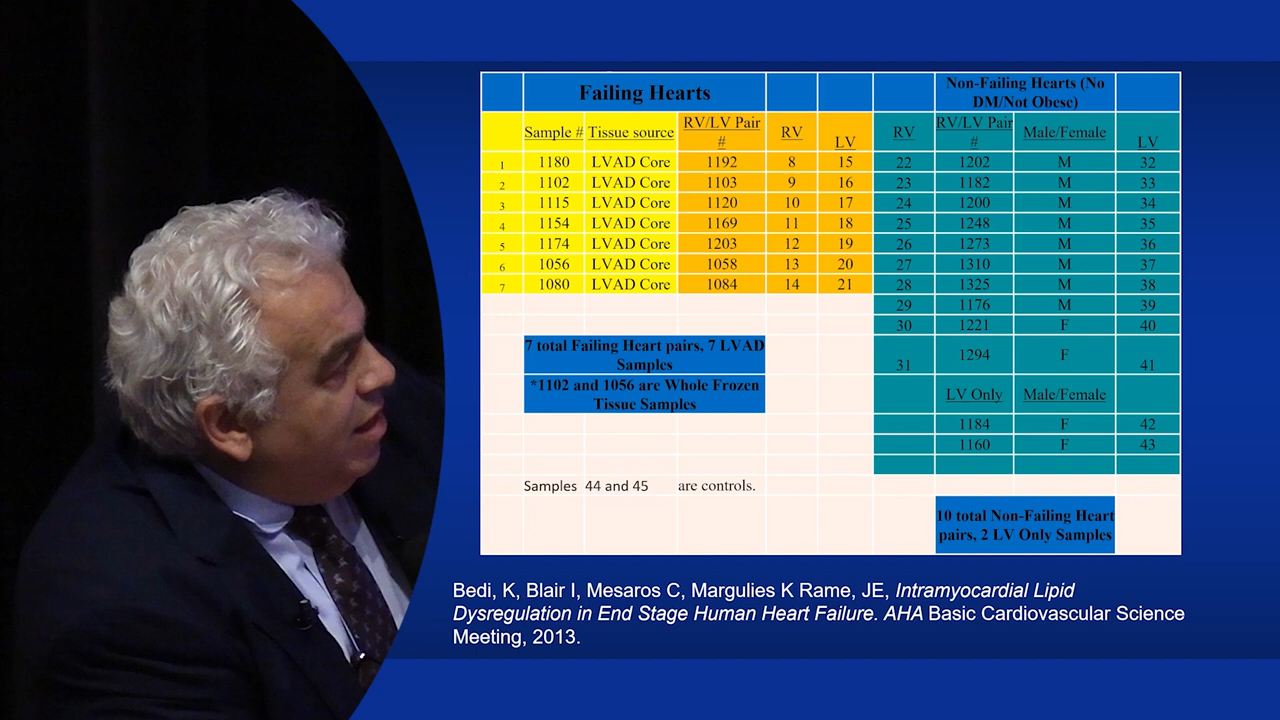 Failing Hearts
Non-Failing Hearts (No
DM/Not Obese)
Sample # Tissue source RV/LV Pair # RV LV RV RV/LV Pair # Male/Female LV
1 1180 LVAD Core 1192 8 15 22 1202 M 32
2 1102 LVAD Core 1103 9 16 23 1182 M 33
3 1115 LVAD Core 1120 10 17 24 1200 M 34
4 1154 LVAD Core 1169 11 18 25 1248 M 35
5 1174 LVAD Core 1203 12 19 26 1273 M 36
6 1056 LVAD Core 1058 13 20 27 1310 M 37
7 1080 LVAD Core 1084 14 21 28 1325 M 38
29 1176 M 39
30 1221 F 40
31 1294 F 41
7 total Failing Heart pairs, 7 LVAD
Samples
*1102 and 1056 are Whole Frozen
Tissue Samples
LV Only Male/Female
1184 F 42
1160 F 43
Samples 44 and 45 are controls.
10 total Non-Failing Heart
pairs, 2 LV Only Samples
Bedi, K, Blair I, Mesaros C, Margulies K Rame, JE, Intramyocardial Lipid
Dysregulation in End Stage Human Heart Failure. AHA Basic Cardiovascular Science
Meeting, 2013.